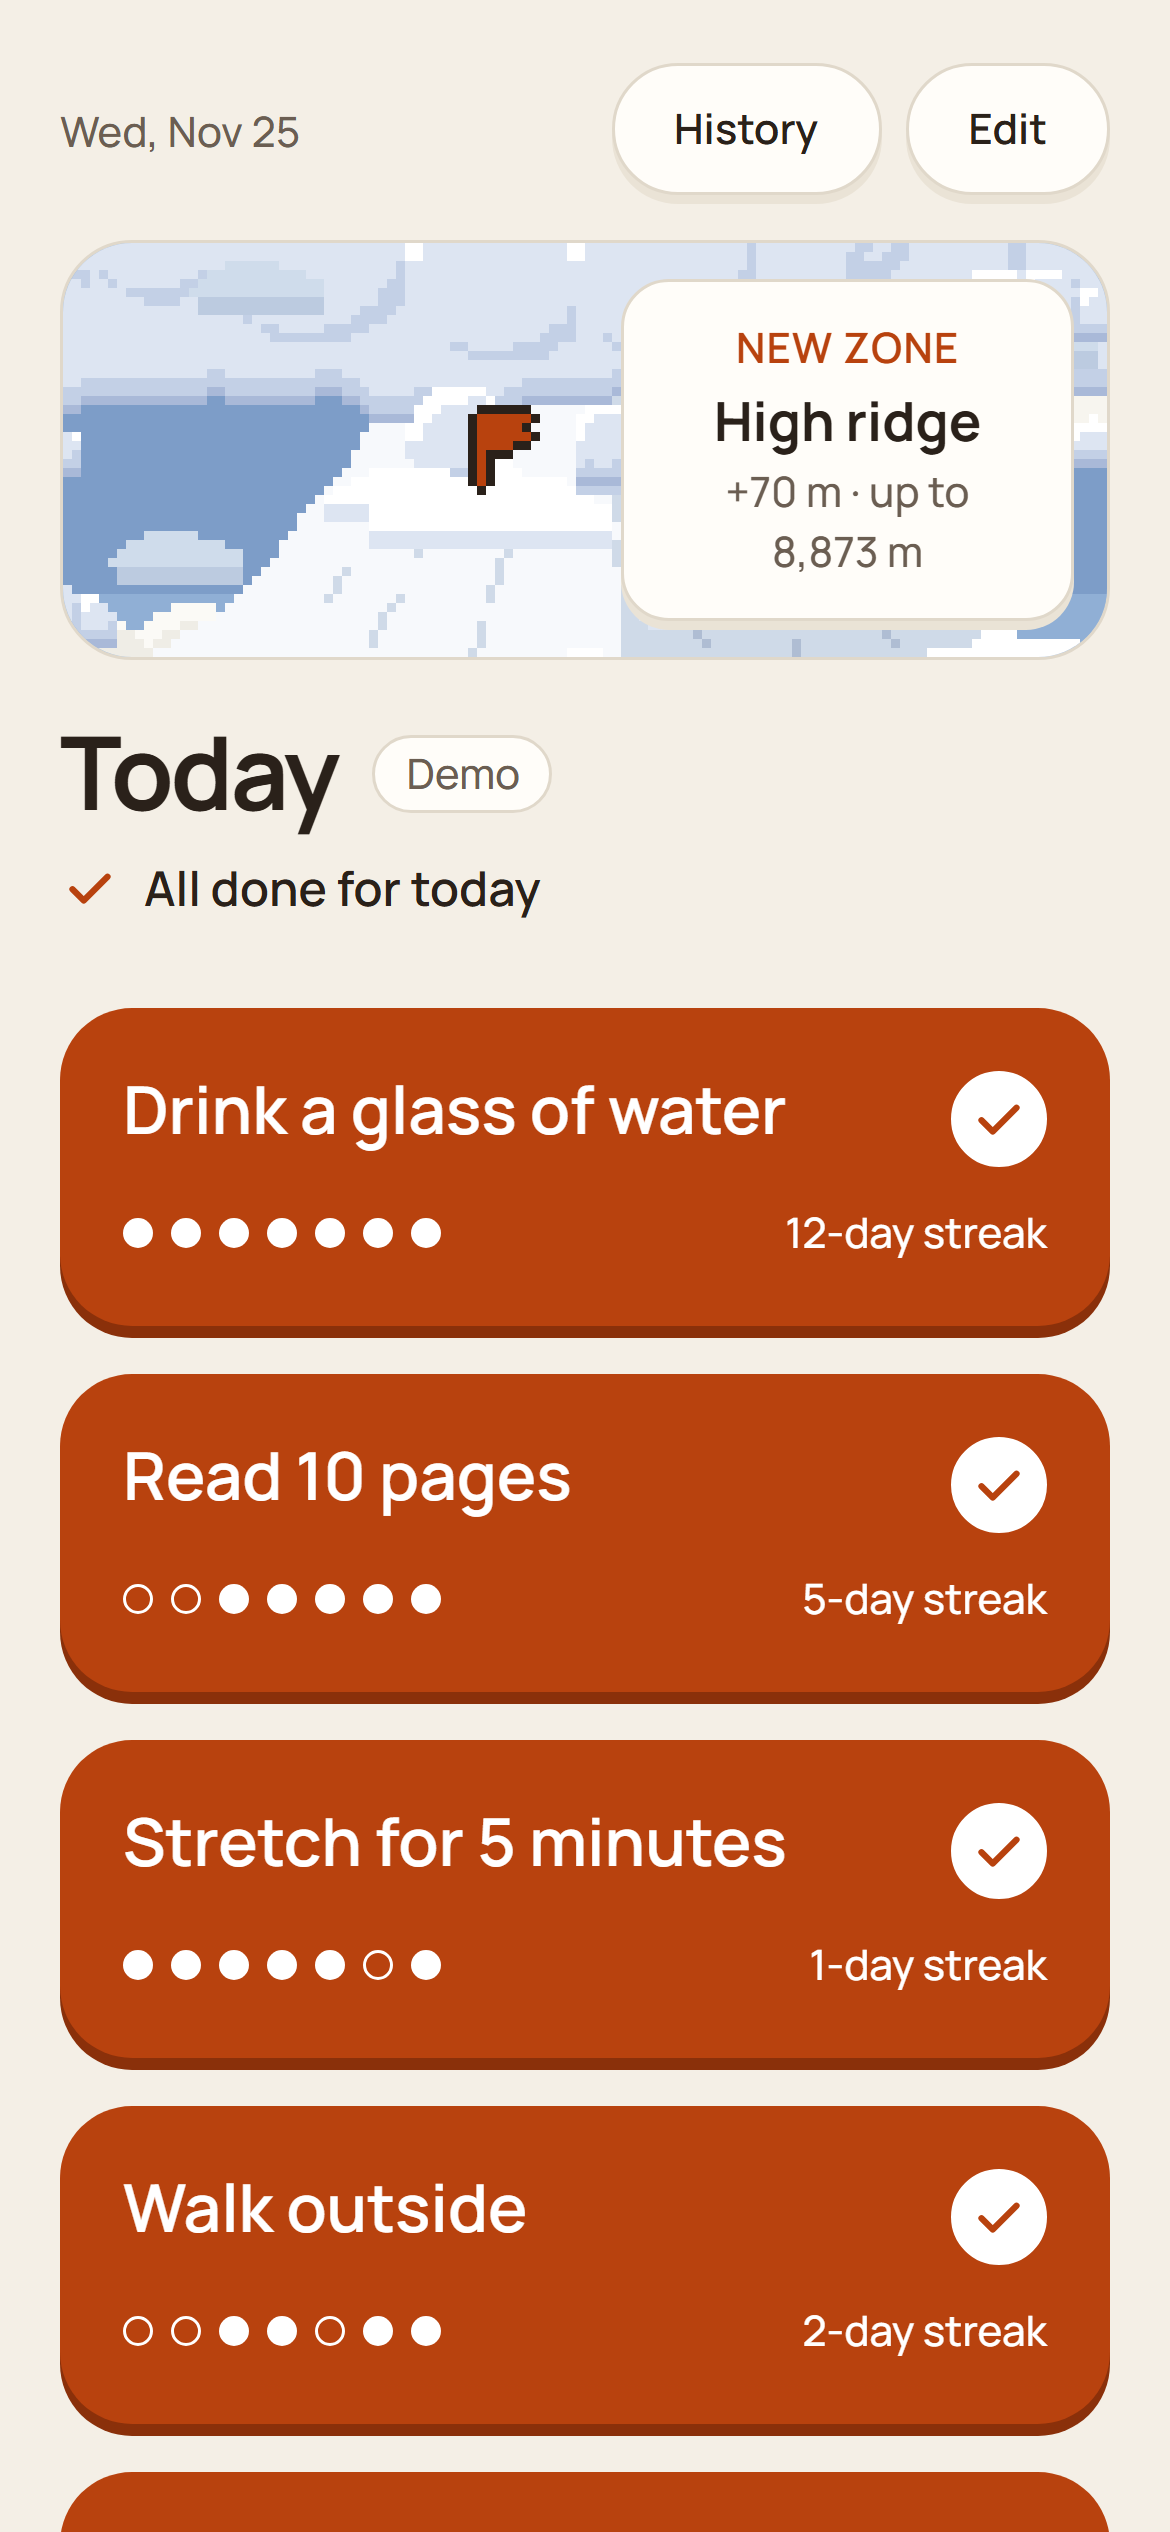 Wed, Nov 25
History
Edit
NEW ZONE
High ridge
+70 m · up to
8,873 m
Today
Demo
All done for today
Drink a glass of water
12-day streak
Read 10 pages
5-day streak
Stretch for 5 minutes
1-day streak
Walk outside
2-day streak